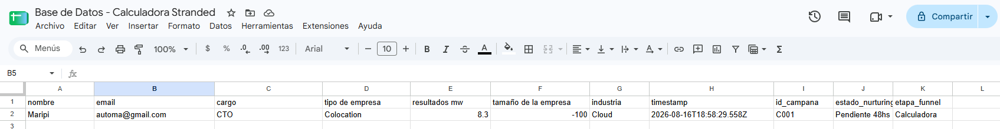 Base de Datos - Calculadora Stranded
Archivo Editar Ver Insertar Formato Datos Herramientas Extensiones Ayuda
Compartir
Menús 100% $ % .0 .00 123 Arial 10 B I S A Σ
B5 fx
A B C D E F G H I J K L
1 nombre email cargo tipo de empresa resultados mw tamaño de la empresa industria timestamp id_campana estado_nurturing etapa_funnel
2 Maripi automa@gmail.com CTO Colocation 8.3 -100 Cloud 2026-08-16T18:58:29.558Z C001 Pendiente 48hs Calculadora
3